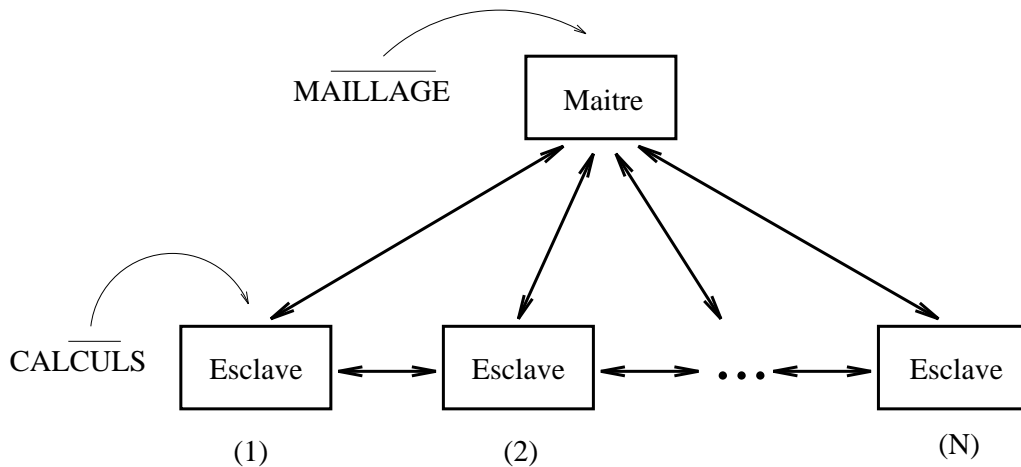 MAILLAGE
Maitre
CALCULS
Esclave
Esclave
...
Esclave
(1)
(2)
(N)